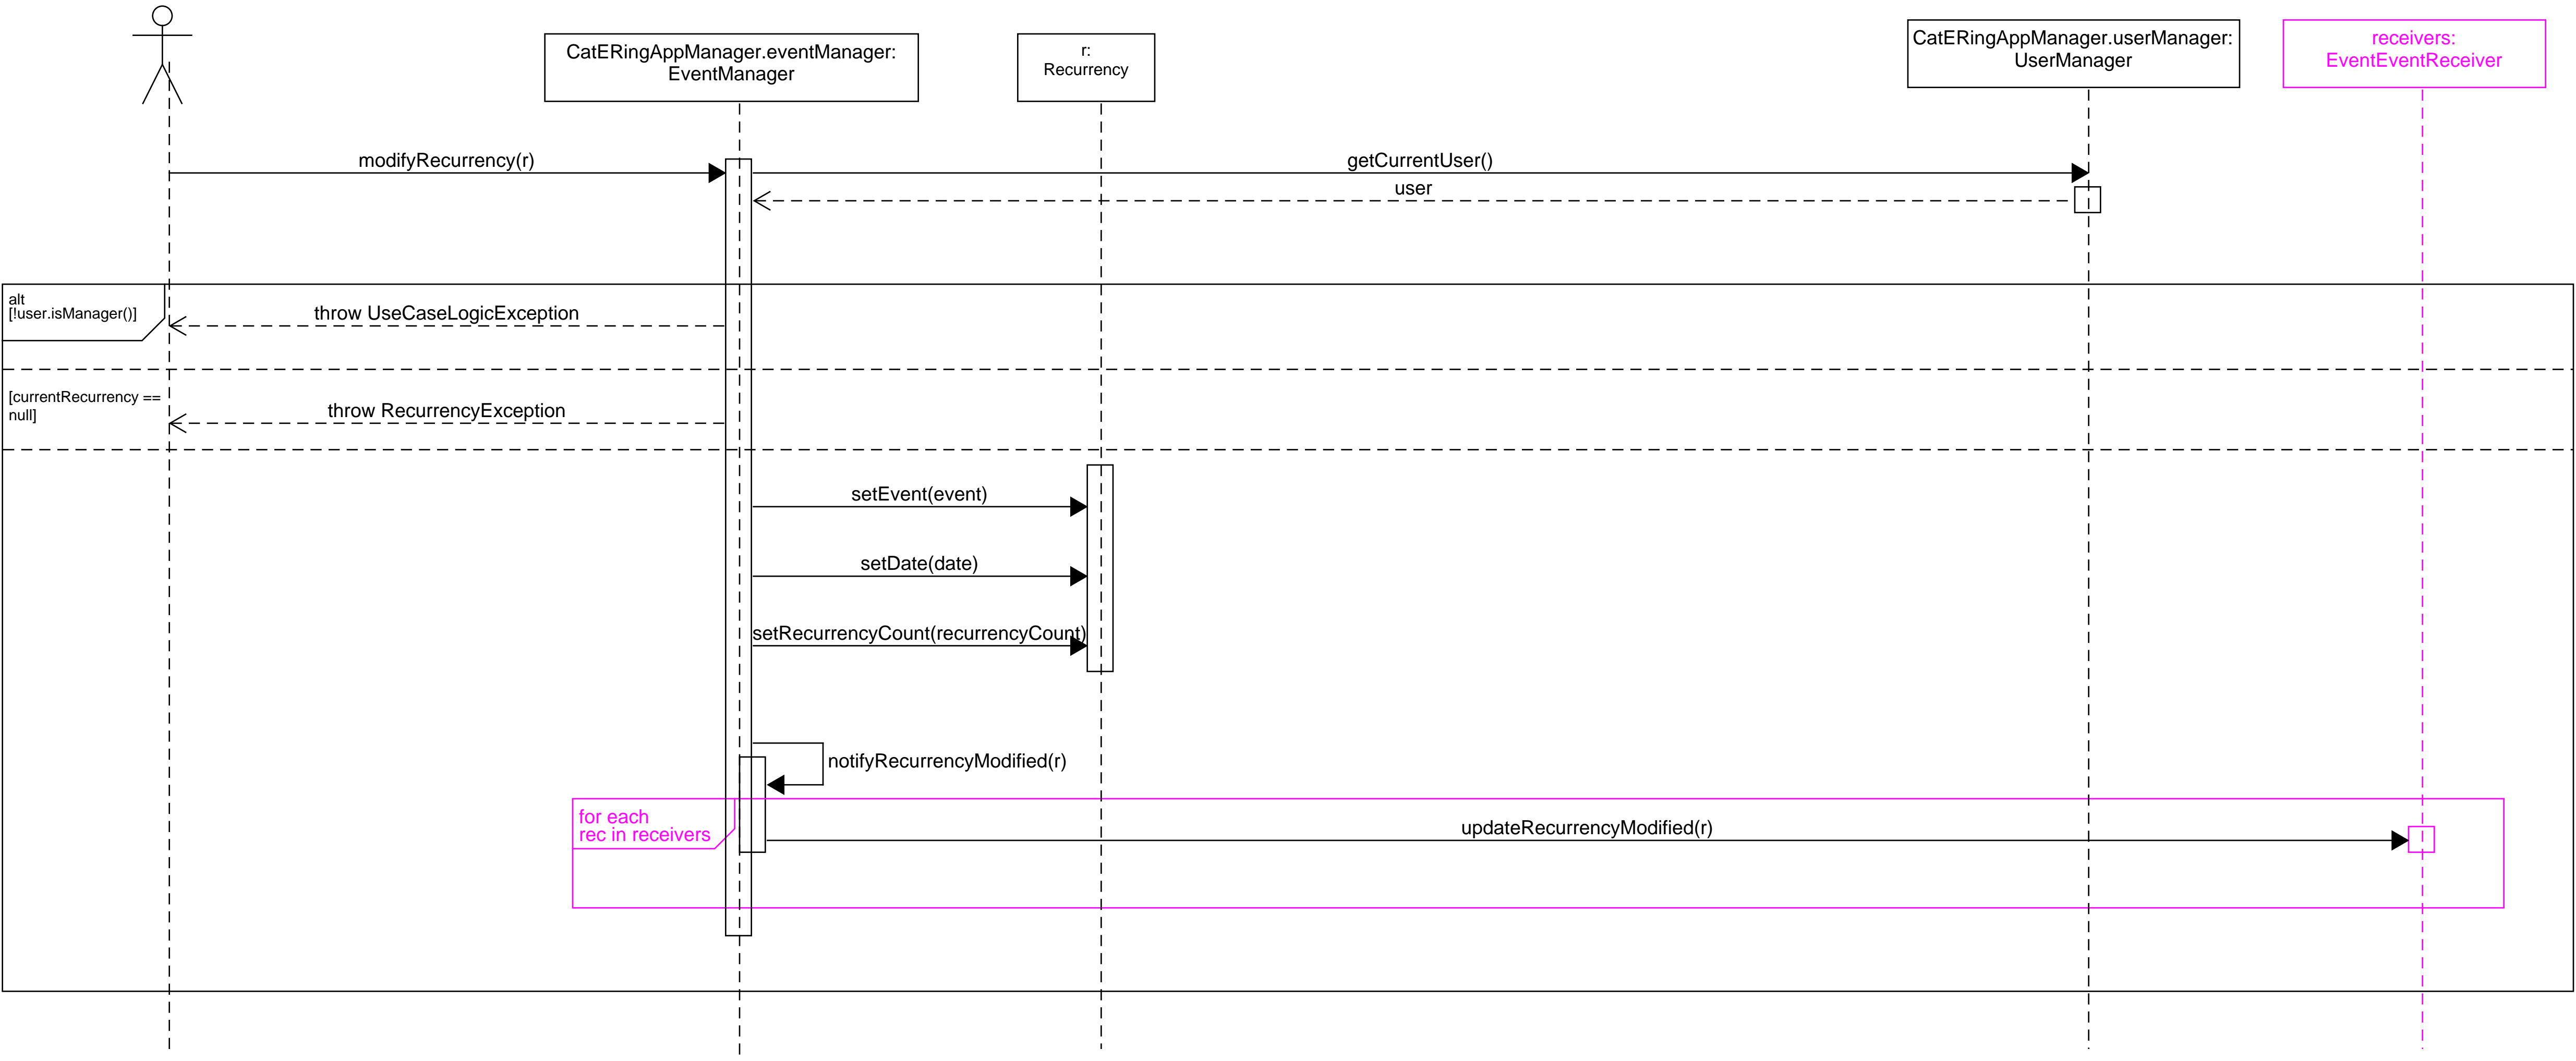 CatERingAppManager.eventManager:
EventManager
r:
Recurrency
CatERingAppManager.userManager:
UserManager
receivers:
EventEventReceiver
modifyRecurrency(r)
getCurrentUser()
user
alt
[!user.isManager()]
throw UseCaseLogicException
[currentRecurrency ==
null]
throw RecurrencyException
setEvent(event)
setDate(date)
setRecurrencyCount(recurrencyCount)
notifyRecurrencyModified(r)
for each
rec in receivers
updateRecurrencyModified(r)